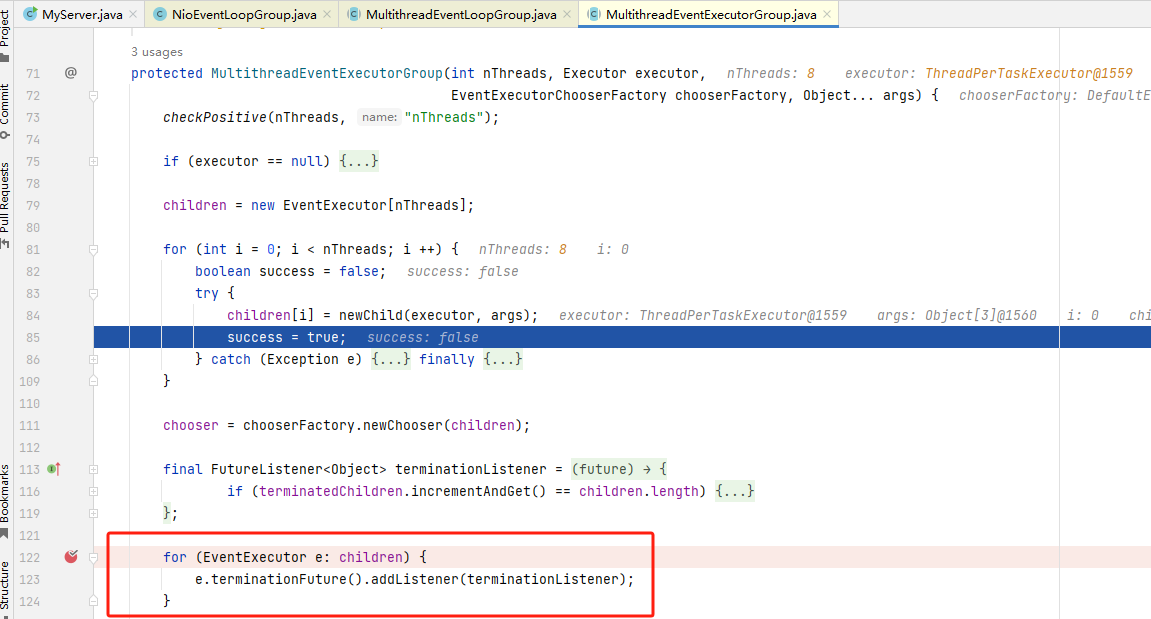 MyServer.java × NioEventLoopGroup.java × MultithreadEventLoopGroup.java × MultithreadEventExecutorGroup.java ×
Project
Commit
Pull Requests
Bookmarks
Structure
3 usages
71 @ protected MultithreadEventExecutorGroup(int nThreads, Executor executor, nThreads: 8 executor: ThreadPerTaskExecutor@1559
72 EventExecutorChooserFactory chooserFactory, Object... args) { chooserFactory: DefaultE
73 checkPositive(nThreads, name: "nThreads");
74
75 if (executor == null) {...}
78
79 children = new EventExecutor[nThreads];
80
81 for (int i = 0; i < nThreads; i ++) { nThreads: 8 i: 0
82 boolean success = false; success: false
83 try {
84 children[i] = newChild(executor, args); executor: ThreadPerTaskExecutor@1559 args: Object[3]@1560 i: 0 chi
85 success = true; success: false
86 } catch (Exception e) {...} finally {...}
109 }
110
111 chooser = chooserFactory.newChooser(children);
112
113 final FutureListener<Object> terminationListener = (future) → {
116 if (terminatedChildren.incrementAndGet() == children.length) {...}
119 };
121
122 for (EventExecutor e: children) {
123 e.terminationFuture().addListener(terminationListener);
124 }